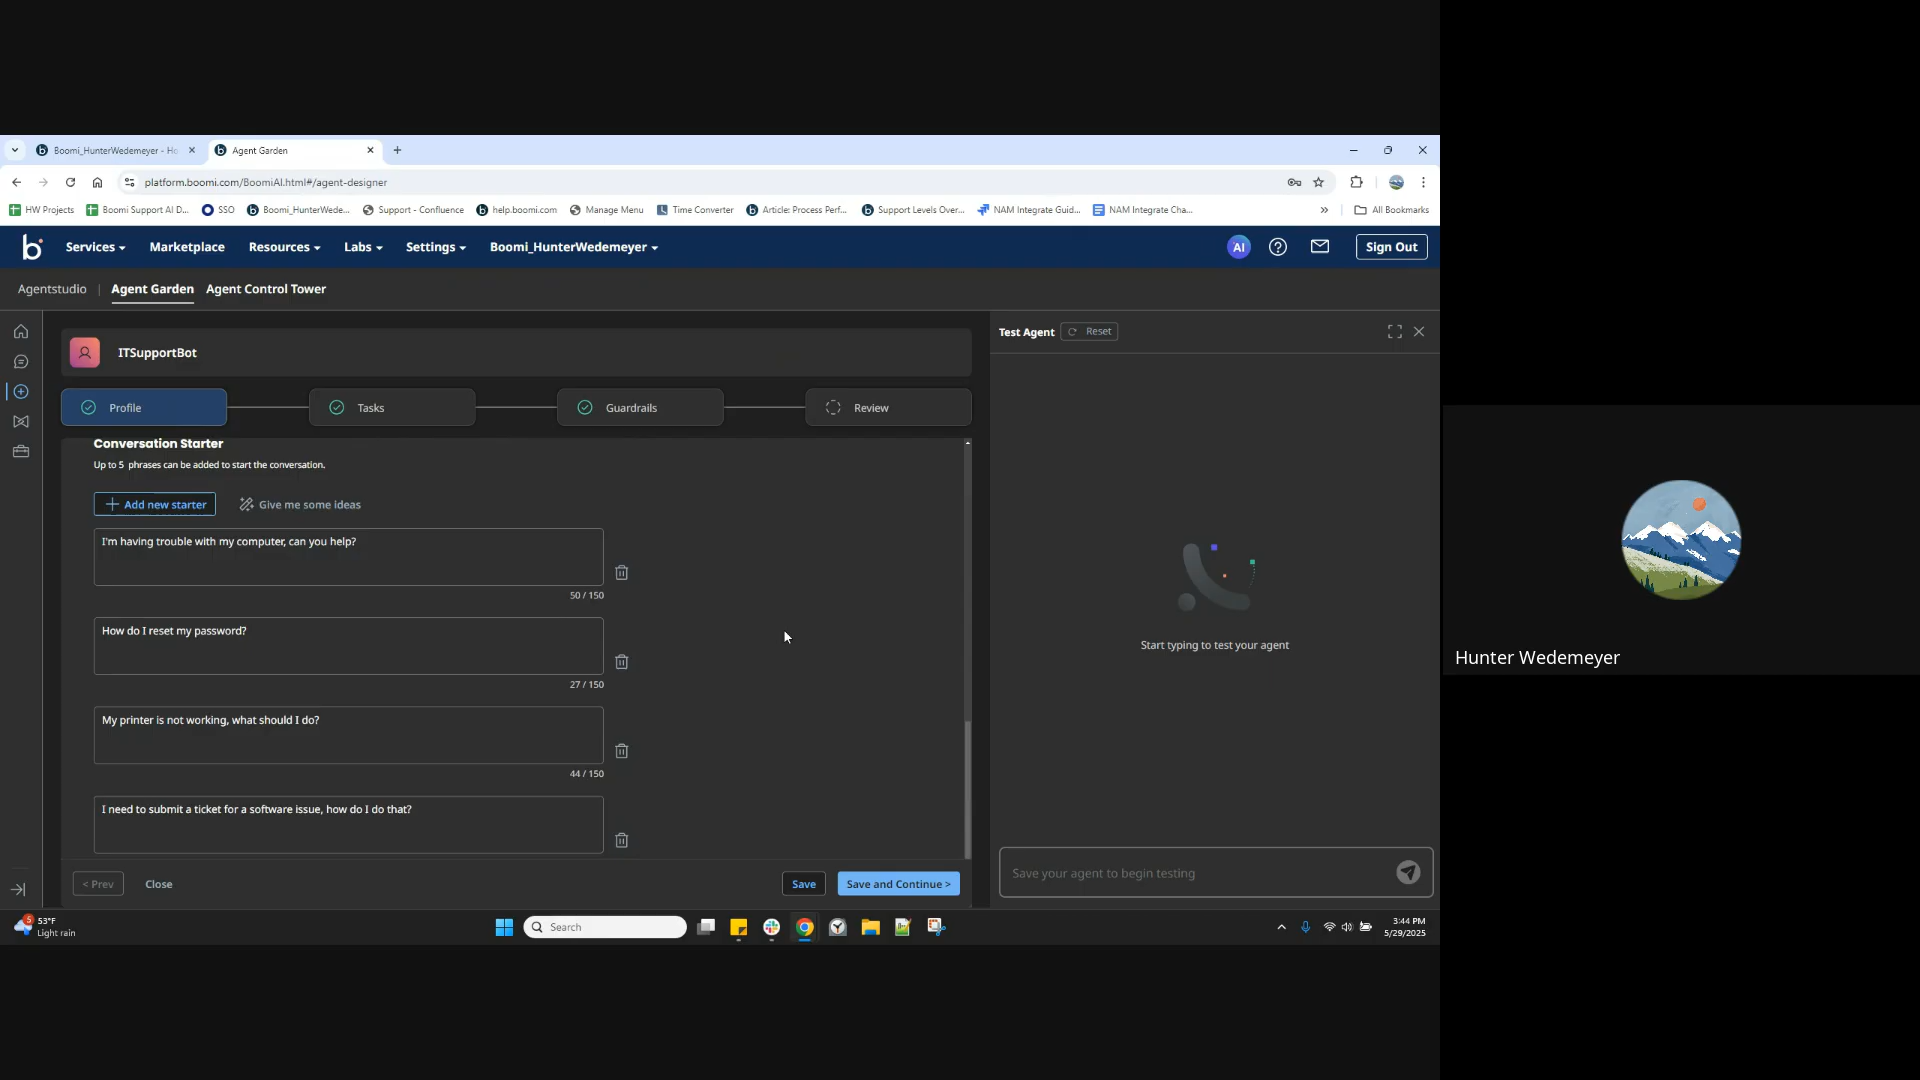 Boomi_HunterWedemeyer - Ho
Agent Garden
platform.boomi.com/BoomiAI.html#/agent-designer
HW Projects
Boomi Support AI D...
SSO
Boomi_HunterWede...
Support - Confluence
help.boomi.com
Manage Menu
Time Converter
Article: Process Perf...
Support Levels Over...
NAM Integrate Guid...
NAM Integrate Cha...
»
All Bookmarks
b
Services
Marketplace
Resources
Labs
Settings
Boomi_HunterWedemeyer
AI
Sign Out
Agentstudio | Agent Garden Agent Control Tower
ITSupportBot
Test Agent
Reset
Profile
Tasks
Guardrails
Review
Conversation Starter
Up to 5 phrases can be added to start the conversation.
Add new starter
Give me some ideas
I'm having trouble with my computer, can you help?
50 / 150
How do I reset my password?
27 / 150
My printer is not working, what should I do?
44 / 150
I need to submit a ticket for a software issue, how do I do that?
Start typing to test your agent
Save your agent to begin testing
< Prev
Close
Save
Save and Continue >
Hunter Wedemeyer
5
53°F
Light rain
Search
3:44 PM
5/29/2025